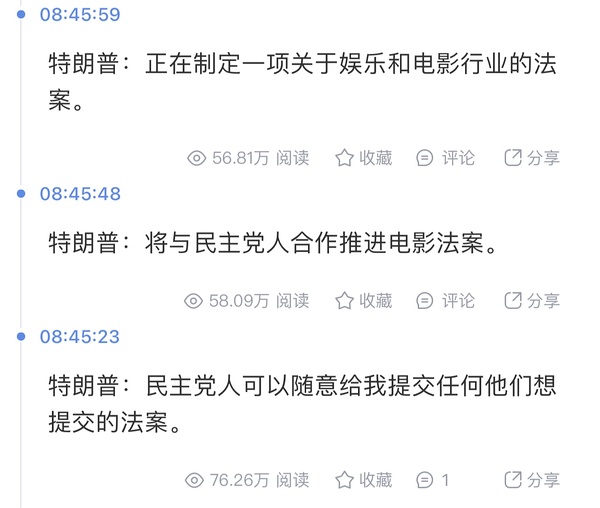 08:45:59
特朗普：正在制定一项关于娱乐和电影行业的法
案。
56.81万 阅读 收藏 评论 分享
08:45:48
特朗普：将与民主党人合作推进电影法案。
58.09万 阅读 收藏 评论 分享
08:45:23
特朗普：民主党人可以随意给我提交任何他们想
提交的法案。
76.26万 阅读 收藏 1 分享